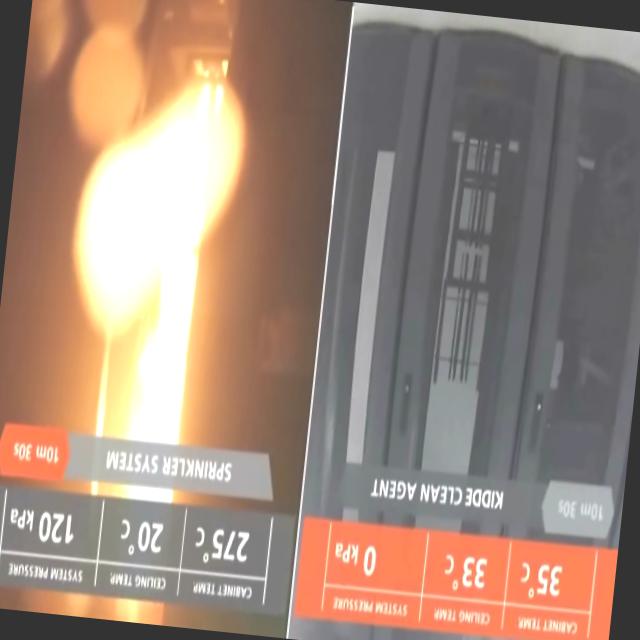 CABINET TEMP
35°C
CEILING TEMP
33°C
SYSTEM PRESSURE
0 kPa
10m 30s
KIDDE CLEAN AGENT
CABINET TEMP
275°C
CEILING TEMP
20°C
SYSTEM PRESSURE
120 kPa
SPRINKLER SYSTEM
10m 30s